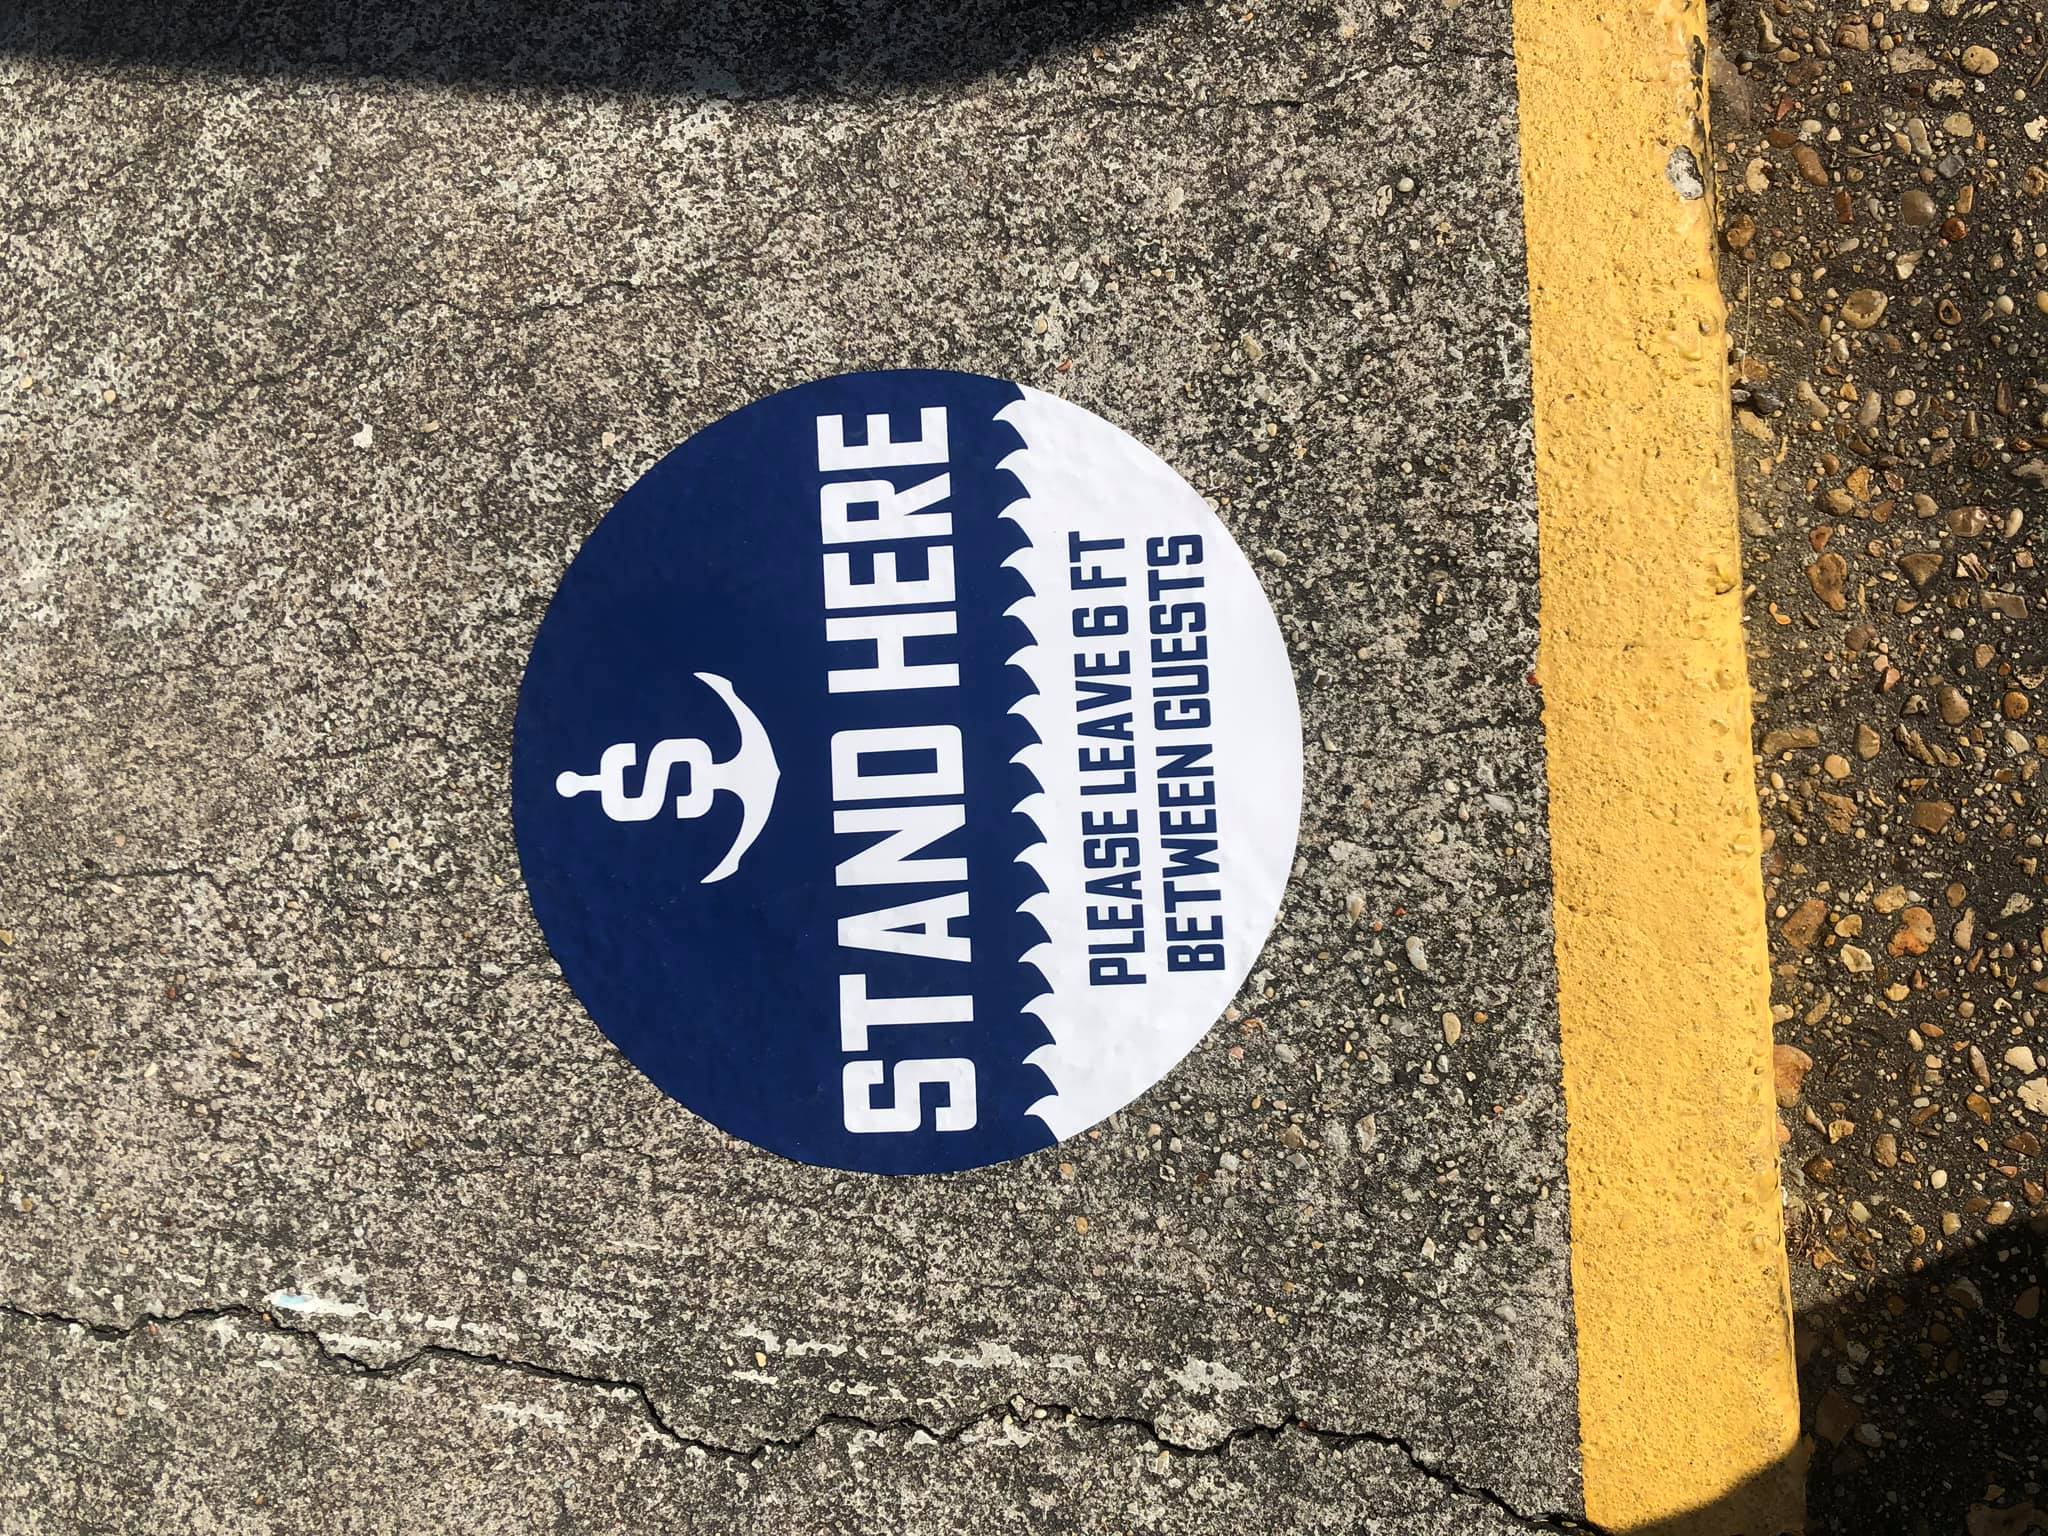 S
STAND HERE
PLEASE LEAVE 6 FT
BETWEEN GUESTS